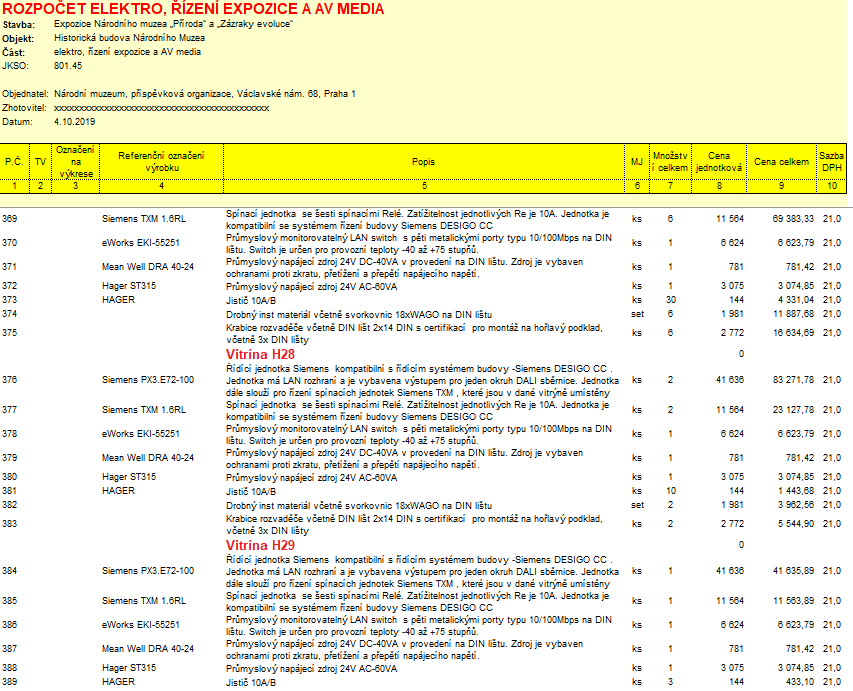 ROZPOČET ELEKTRO, ŘÍZENÍ EXPOZICE A AV MEDIA
Stavba: Expozice Národního muzea „Příroda“ a „Zázraky evoluce“
Objekt: Historická budova Národního Muzea
Část: elektro, řízení expozice a AV media
JKSO: 801.45
Objednatel: Národní muzeum, příspěvková organizace, Václavské nám. 68, Praha 1
Zhotovitel: xxxxxxxxxxxxxxxxxxxxxxxxxxxxxxxxxxxxxxxxxxx
Datum: 4.10.2019
P.Č. TV Označení na výkrese Referenční označení výrobku Popis MJ Množství celkem Cena jednotková Cena celkem Sazba DPH
1 2 3 4 5 6 7 8 9 10
369 Siemens TXM 1.6RL Spínací jednotka se šesti spínacími Relé. Zatížitelnost jednotlivých Re je 10A. Jednotka je ks 6 11 564 69 383,33 21,0
kompatibilní se systémem řízení budovy Siemens DESIGO CC
370 eWorks EKI-55251 Průmyslový monitorovatelný LAN switch s pěti metalickými porty typu 10/100Mbps na DIN ks 1 6 624 6 623,79 21,0
lištu. Switch je určen pro provozní teploty -40 až +75 stupňů.
371 Mean Well DRA 40-24 Průmyslový napájecí zdroj 24V DC-40VA v provedení na DIN lištu. Zdroj je vybaven ks 1 781 781,42 21,0
ochranami proti zkratu, přetížení a přepětí napájecího napětí.
372 Hager ST315 Průmyslový napájecí zdroj 24V AC-60VA ks 1 3 075 3 074,85 21,0
373 HAGER Jistič 10A/B ks 30 144 4 331,04 21,0
374 Drobný inst materiál včetně svorkovnic 18xWAGO na DIN lištu set 6 1 981 11 887,68 21,0
375 Krabice rozvaděče včetně DIN lišt 2x14 DIN s certifikací pro montáž na hořlavý podklad, ks 6 2 772 16 634,69 21,0
včetně 3x DIN lišty
Vitrína H28 0
Řídící jednotka Siemens kompatibilní s řídícím systémem budovy -Siemens DESIGO CC .
376 Siemens PX3.E72-100 Jednotka má LAN rozhraní a je vybavena výstupem pro jeden okruh DALI sběrnice. Jednotka ks 2 41 636 83 271,78 21,0
dále slouží pro řízení spínacích jednotek Siemens TXM , které jsou v dané vitrýně umístěny
377 Siemens TXM 1.6RL Spínací jednotka se šesti spínacími Relé. Zatížitelnost jednotlivých Re je 10A. Jednotka je ks 2 11 564 23 127,78 21,0
kompatibilní se systémem řízení budovy Siemens DESIGO CC
378 eWorks EKI-55251 Průmyslový monitorovatelný LAN switch s pěti metalickými porty typu 10/100Mbps na DIN ks 1 6 624 6 623,79 21,0
lištu. Switch je určen pro provozní teploty -40 až +75 stupňů.
379 Mean Well DRA 40-24 Průmyslový napájecí zdroj 24V DC-40VA v provedení na DIN lištu. Zdroj je vybaven ks 1 781 781,42 21,0
ochranami proti zkratu, přetížení a přepětí napájecího napětí.
380 Hager ST315 Průmyslový napájecí zdroj 24V AC-60VA ks 1 3 075 3 074,85 21,0
381 HAGER Jistič 10A/B ks 10 144 1 443,68 21,0
382 Drobný inst materiál včetně svorkovnic 18xWAGO na DIN lištu set 2 1 981 3 962,56 21,0
383 Krabice rozvaděče včetně DIN lišt 2x14 DIN s certifikací pro montáž na hořlavý podklad, ks 2 2 772 5 544,90 21,0
včetně 3x DIN lišty
Vitrína H29 0
Řídící jednotka Siemens kompatibilní s řídícím systémem budovy -Siemens DESIGO CC .
384 Siemens PX3.E72-100 Jednotka má LAN rozhraní a je vybavena výstupem pro jeden okruh DALI sběrnice. Jednotka ks 1 41 636 41 635,89 21,0
dále slouží pro řízení spínacích jednotek Siemens TXM , které jsou v dané vitrýně umístěny
385 Siemens TXM 1.6RL Spínací jednotka se šesti spínacími Relé. Zatížitelnost jednotlivých Re je 10A. Jednotka je ks 1 11 564 11 563,89 21,0
kompatibilní se systémem řízení budovy Siemens DESIGO CC
386 eWorks EKI-55251 Průmyslový monitorovatelný LAN switch s pěti metalickými porty typu 10/100Mbps na DIN ks 1 6 624 6 623,79 21,0
lištu. Switch je určen pro provozní teploty -40 až +75 stupňů.
387 Mean Well DRA 40-24 Průmyslový napájecí zdroj 24V DC-40VA v provedení na DIN lištu. Zdroj je vybaven ks 1 781 781,42 21,0
ochranami proti zkratu, přetížení a přepětí napájecího napětí.
388 Hager ST315 Průmyslový napájecí zdroj 24V AC-60VA ks 1 3 075 3 074,85 21,0
389 HAGER Jistič 10A/B ks 3 144 433,10 21,0